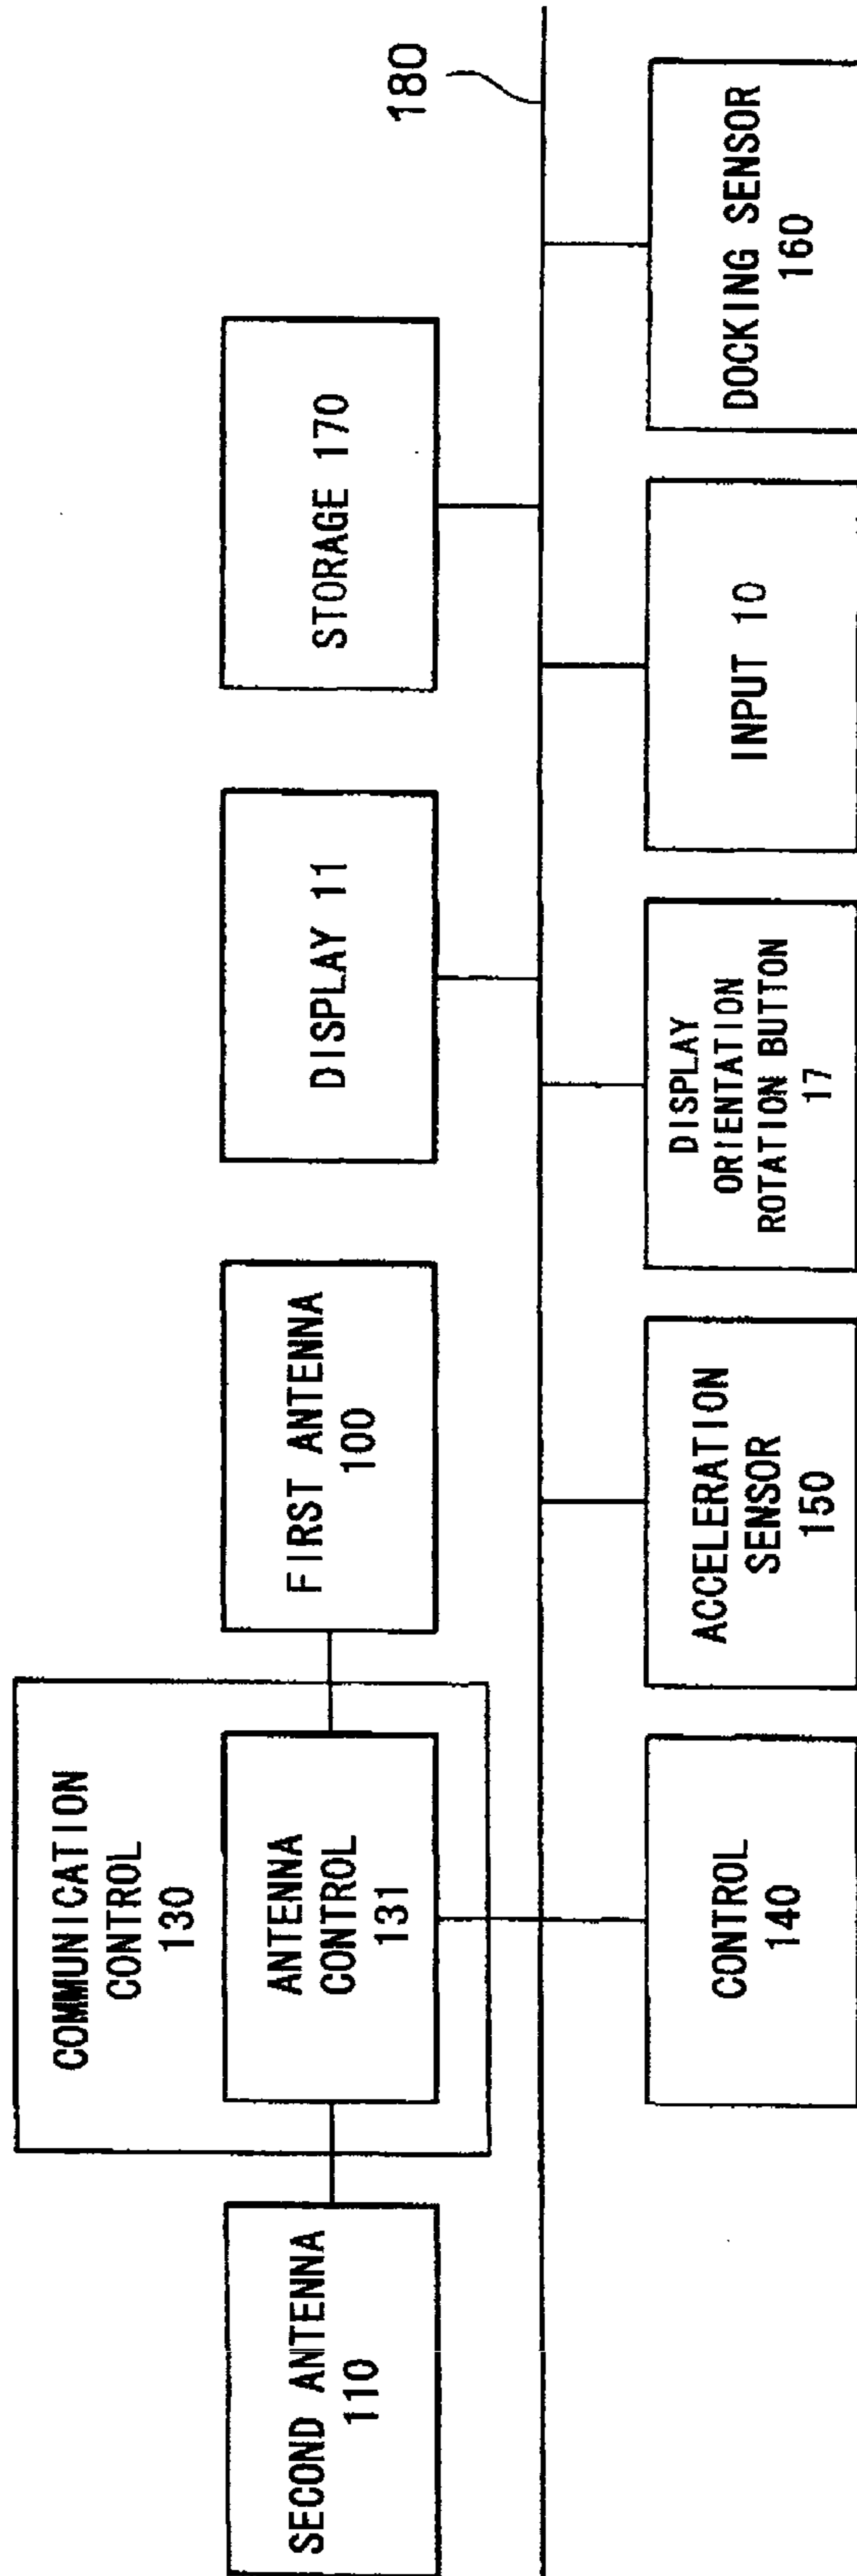 SECOND ANTENNA
110
COMMUNICATION
CONTROL
130
ANTENNA
CONTROL
131
FIRST ANTENNA
100
DISPLAY 11
STORAGE 170
180
CONTROL
140
ACCELERATION
SENSOR
150
DISPLAY
ORIENTATION
ROTATION BUTTON
17
INPUT 10
DOCKING SENSOR
160